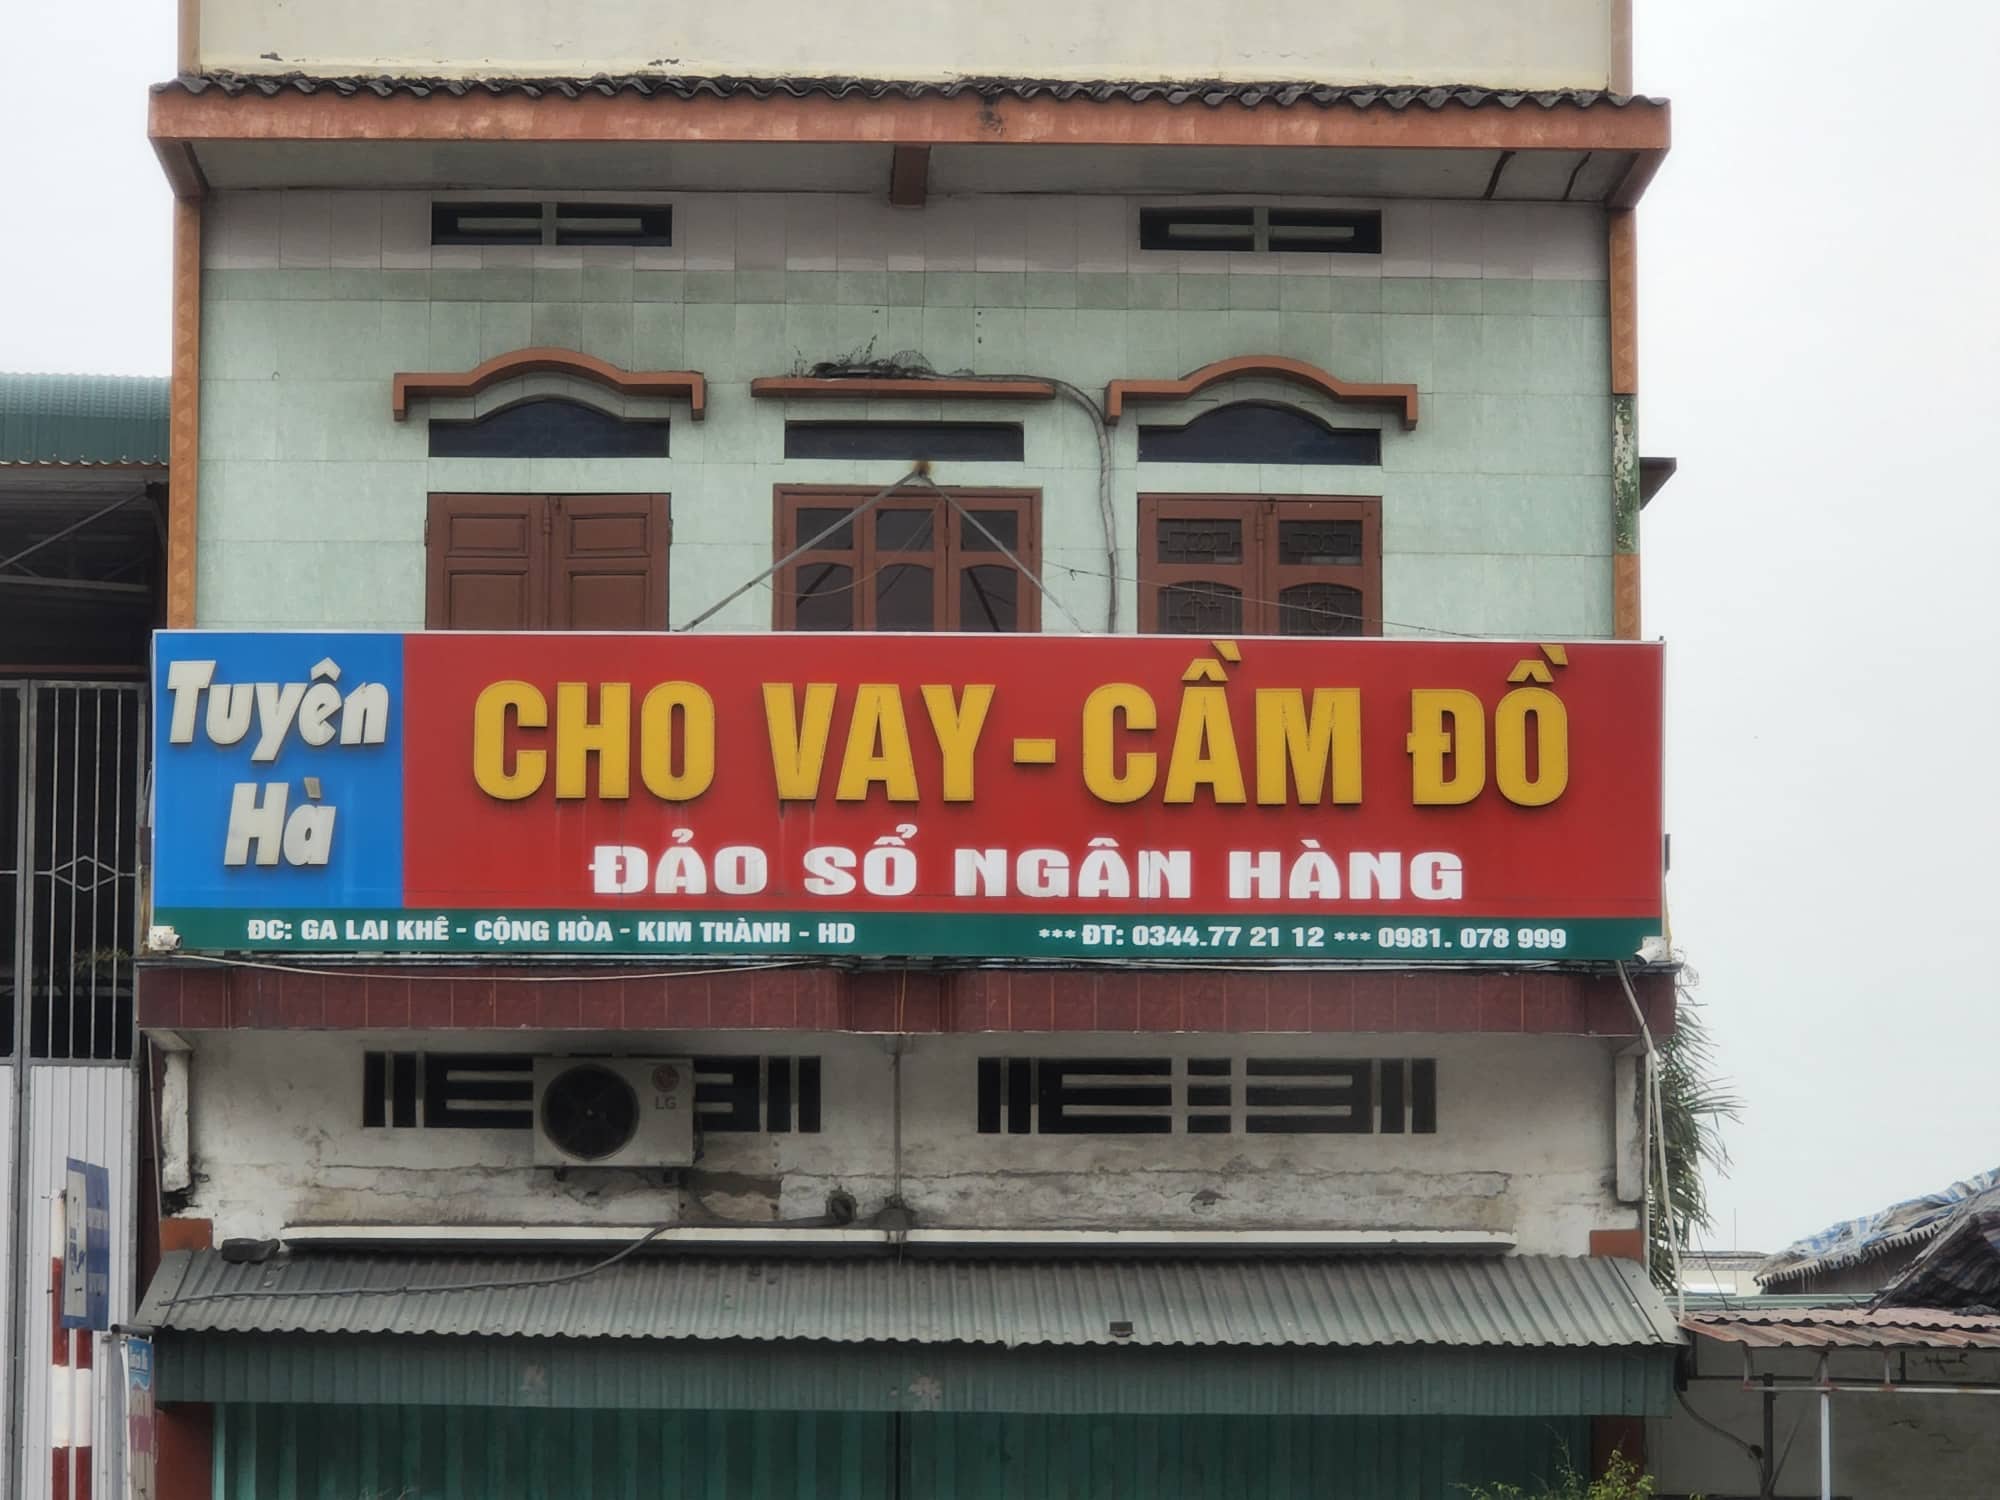 Tuyên
Hà
CHO VAY - CẦM ĐỒ
ĐẢO SỔ NGÂN HÀNG
ĐC: GA LAI KHÊ - CỘNG HÒA - KIM THÀNH - HD
*** ĐT: 0344.77 21 12 *** 0981. 078 999
LG